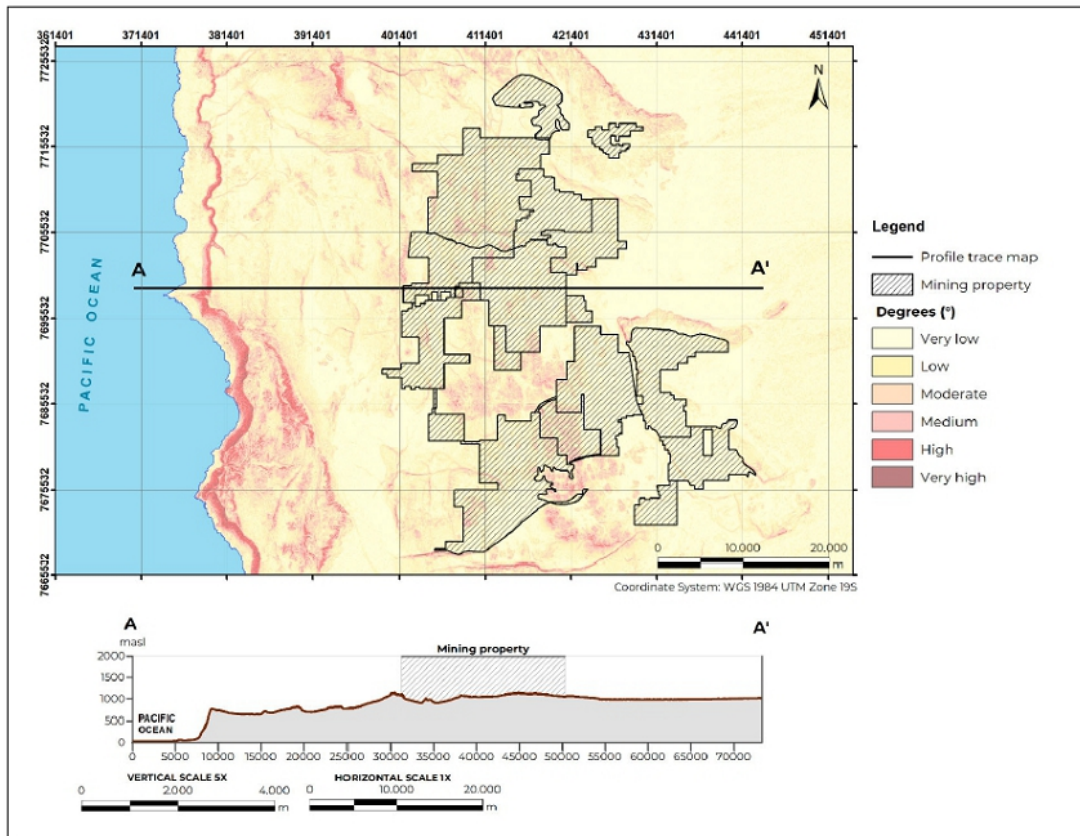 361401 371401 381401 391401 401401 411401 421401 431401 441401 451401
7725532
7715532
7705532
7695532
7685532
7675532
7665532
N
PACIFIC OCEAN
A
A'
0 10,000 20,000
m
Coordinate System: WGS 1984 UTM Zone 19S
Legend
Profile trace map
Mining property
Degrees (°)
Very low
Low
Moderate
Medium
High
Very high
A
A'
masl
Mining property
2000
1500
1000
500
0
PACIFIC
OCEAN
0 5000 10000 15000 20000 25000 30000 35000 40000 45000 50000 55000 60000 65000 70000
VERTICAL SCALE 5X
0 2.000 4.000
m
HORIZONTAL SCALE 1X
0 10.000 20.000
m